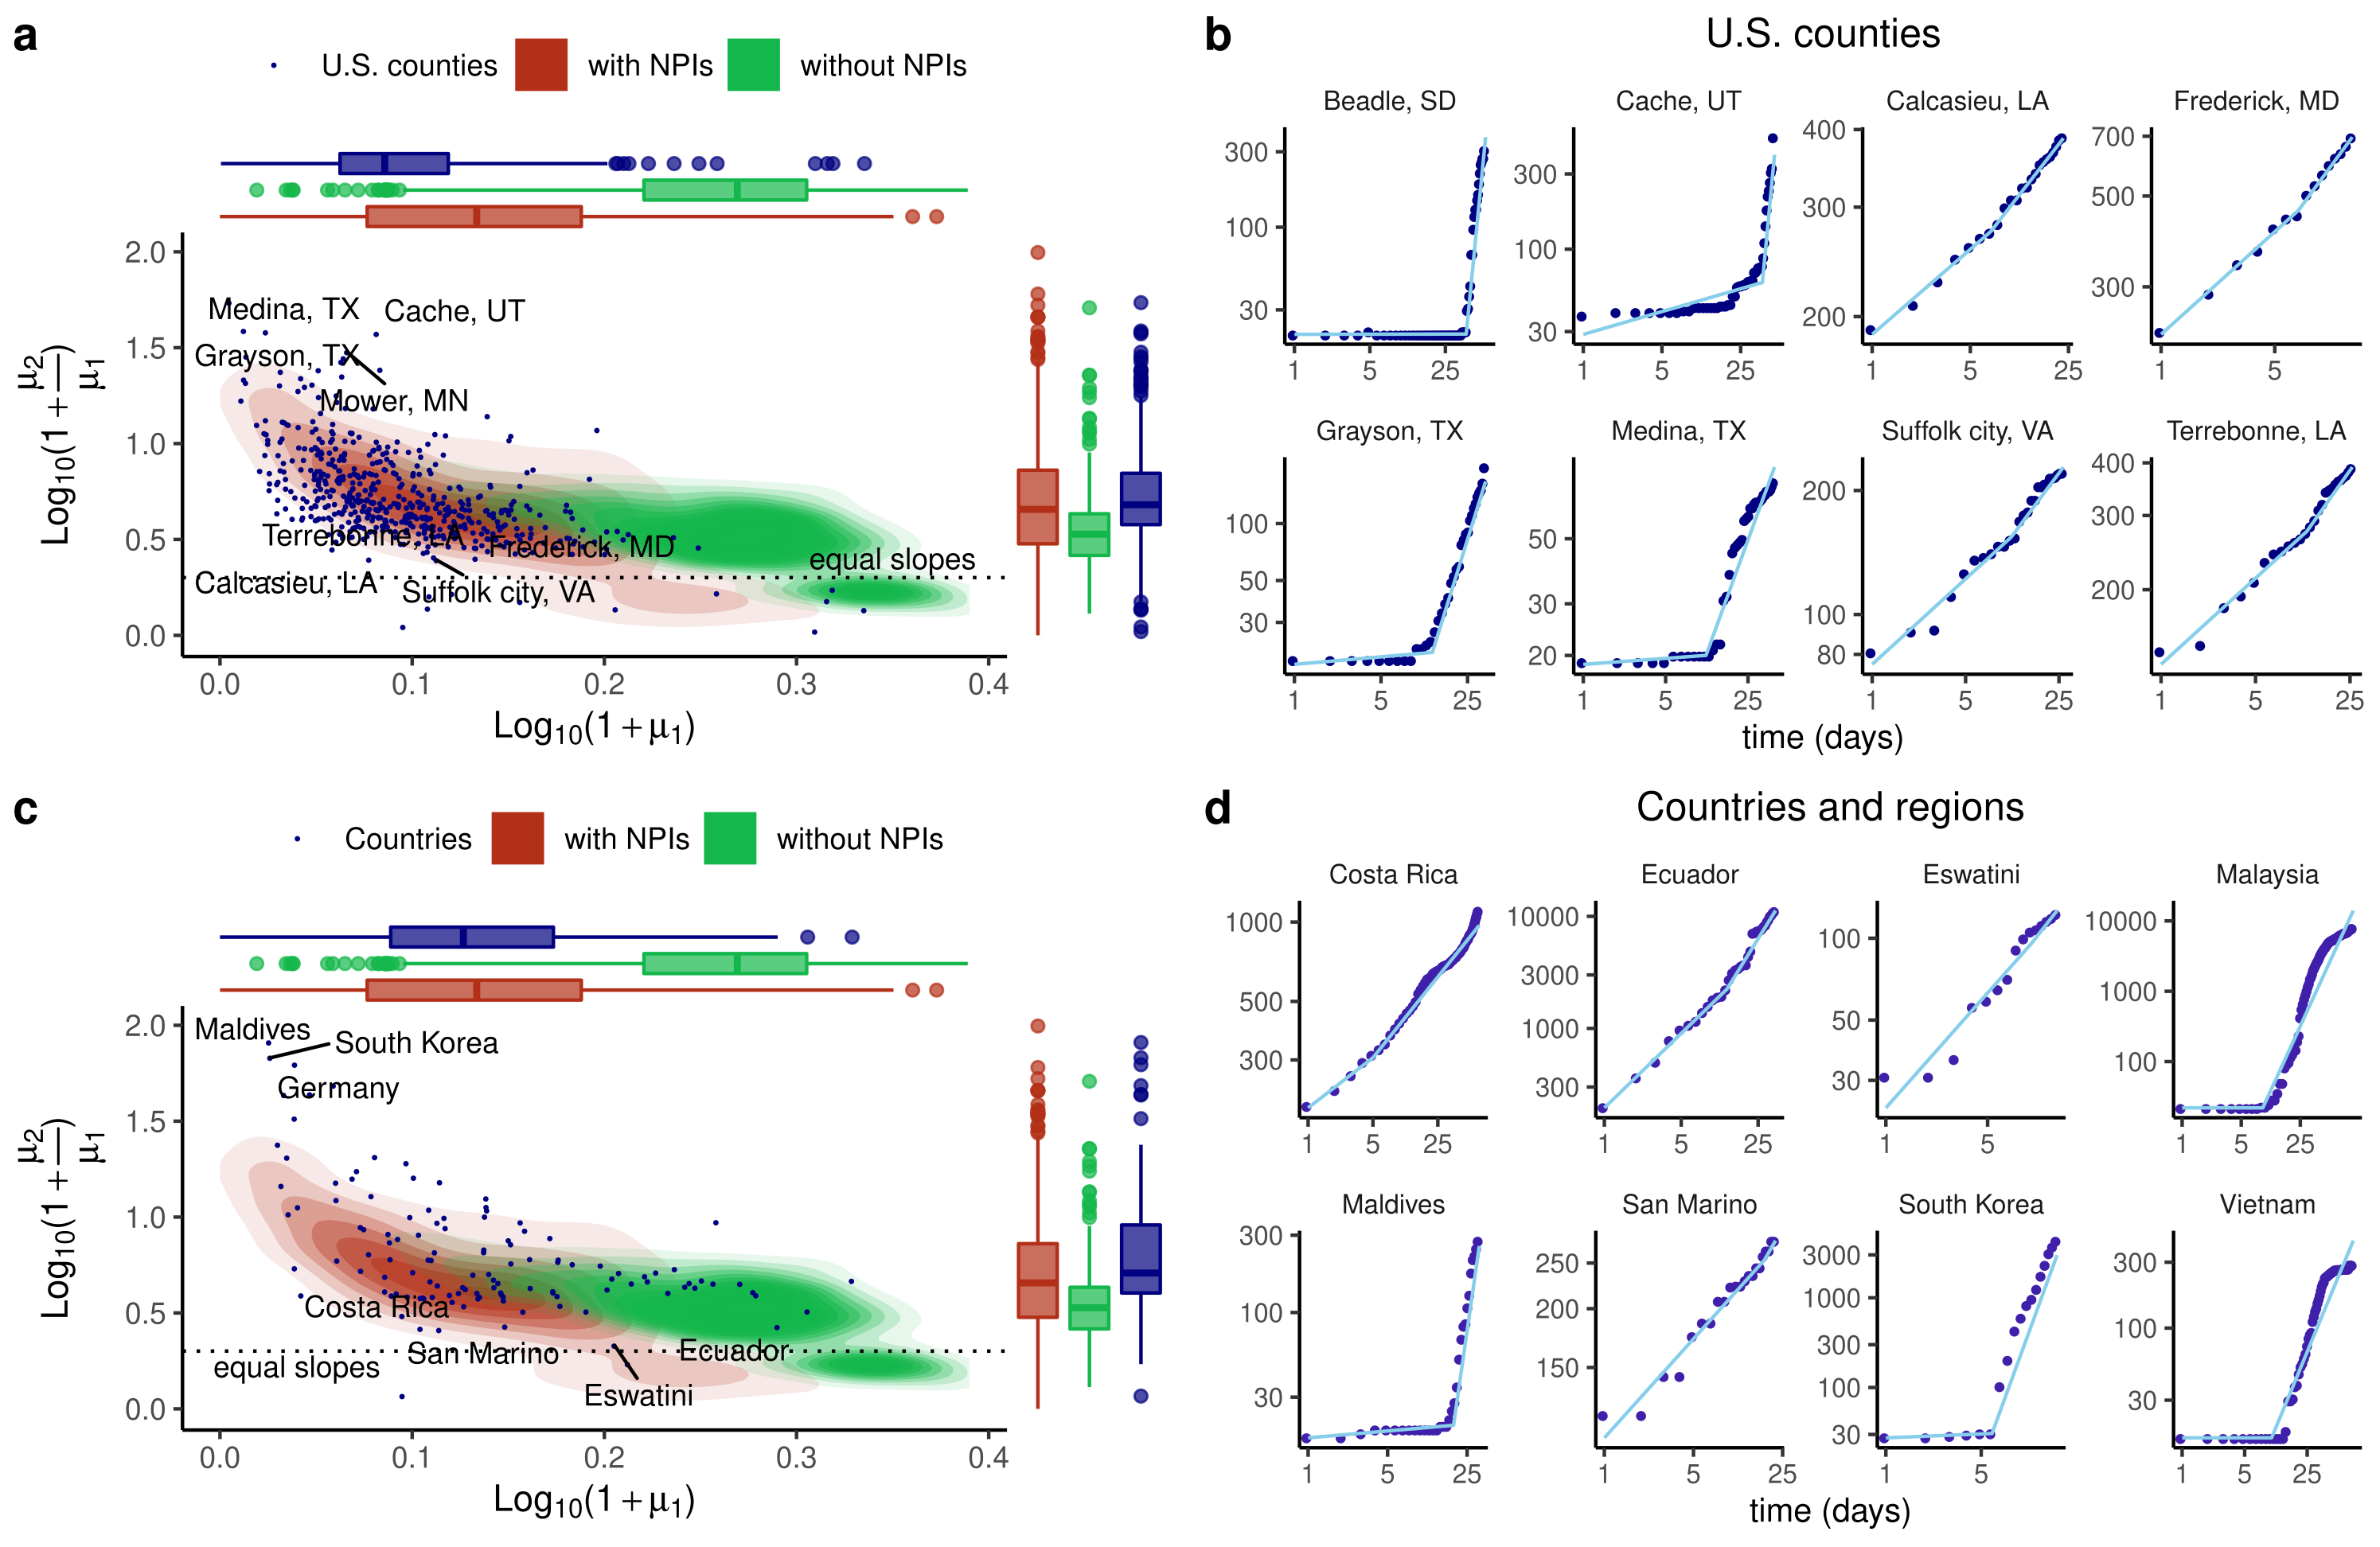 a
U.S. counties with NPIs without NPIs
2.0
1.5
1.0
0.5
0.0
Log10(1 + μ2/μ1)
Medina, TX
Cache, UT
Grayson, TX
Mower, MN
Terrebonne, LA
Frederick, MD
equal slopes
Calcasieu, LA
Suffolk city, VA
0.0 0.1 0.2 0.3 0.4
Log10(1 + μ1)
b
U.S. counties
Beadle, SD
300
100
30
1 5 25
Cache, UT
300
100
30
1 5 25
Calcasieu, LA
400
300
200
1 5 25
Frederick, MD
700
500
300
1 5
Grayson, TX
100
50
30
1 5 25
Medina, TX
50
30
20
1 5 25
Suffolk city, VA
200
100
80
1 5 25
Terrebonne, LA
400
300
200
1 5 25
time (days)
c
Countries with NPIs without NPIs
2.0
1.5
1.0
0.5
0.0
Log10(1 + μ2/μ1)
Maldives
South Korea
Germany
Costa Rica
San Marino
Ecuador
equal slopes
Eswatini
0.0 0.1 0.2 0.3 0.4
Log10(1 + μ1)
d
Countries and regions
Costa Rica
1000
500
300
1 5 25
Ecuador
10000
3000
1000
300
1 5 25
Eswatini
100
50
30
1 5
Malaysia
10000
1000
100
1 5 25
Maldives
300
100
30
1 5 25
San Marino
250
200
150
1 5 25
South Korea
3000
1000
300
100
30
1 5
Vietnam
300
100
30
1 5 25
time (days)